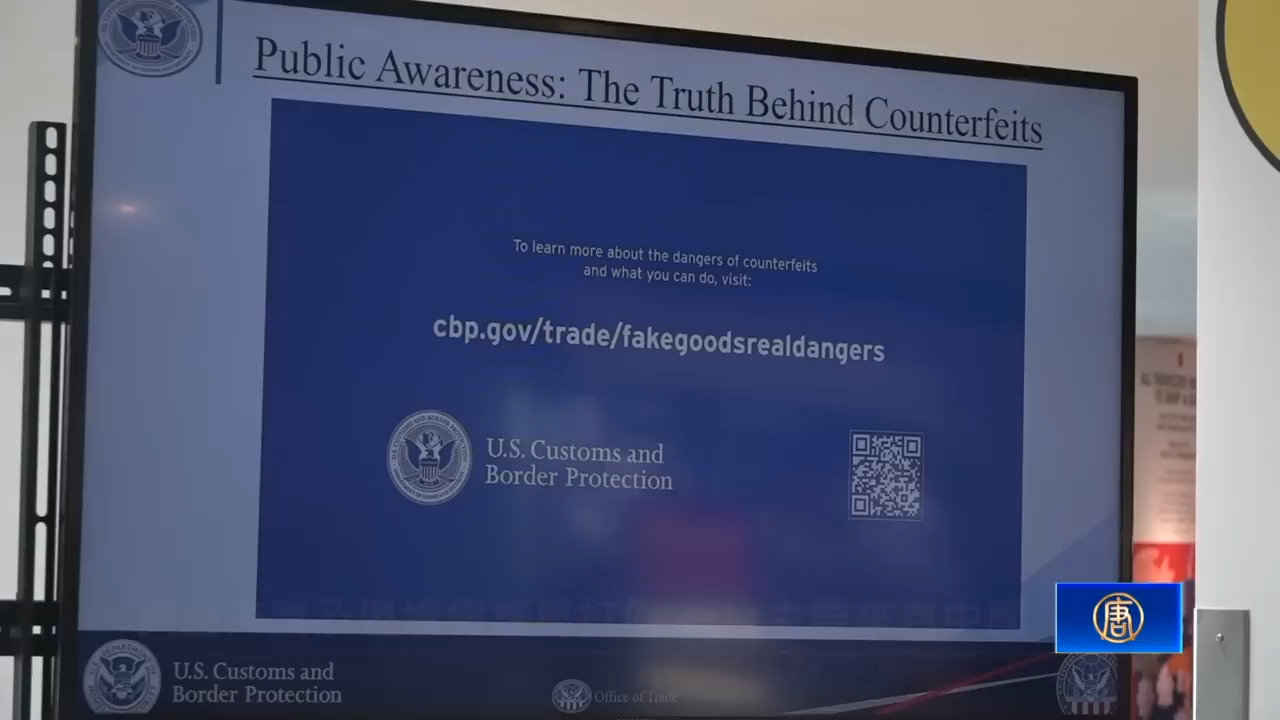 Public Awareness: The Truth Behind Counterfeits
To learn more about the dangers of counterfeits
and what you can do, visit:
cbp.gov/trade/fakegoodsrealdangers
U.S. Customs and
Border Protection
唐
U.S. Customs and
Border Protection
Office of Trade